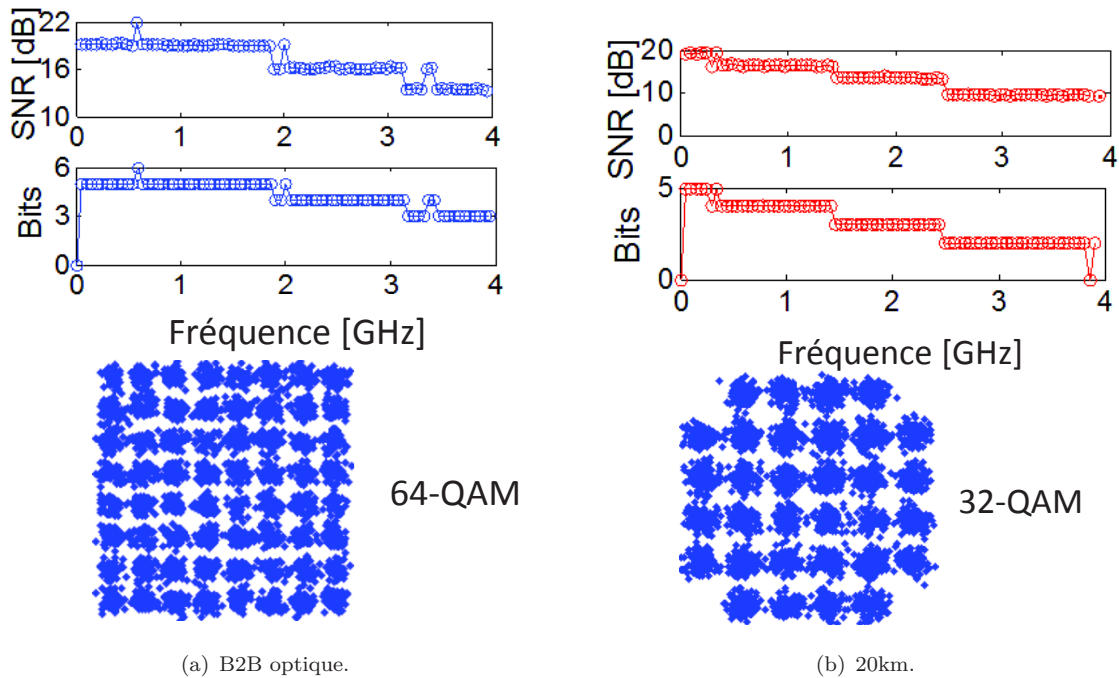 SNR [dB]
22
16
10
0 1 2 3 4
Bits
6
3
0
0 1 2 3 4
Fréquence [GHz]
64-QAM
(a) B2B optique.
SNR [dB]
20
10
0
0 1 2 3 4
Bits
5
0
0 1 2 3 4
Fréquence [GHz]
32-QAM
(b) 20km.